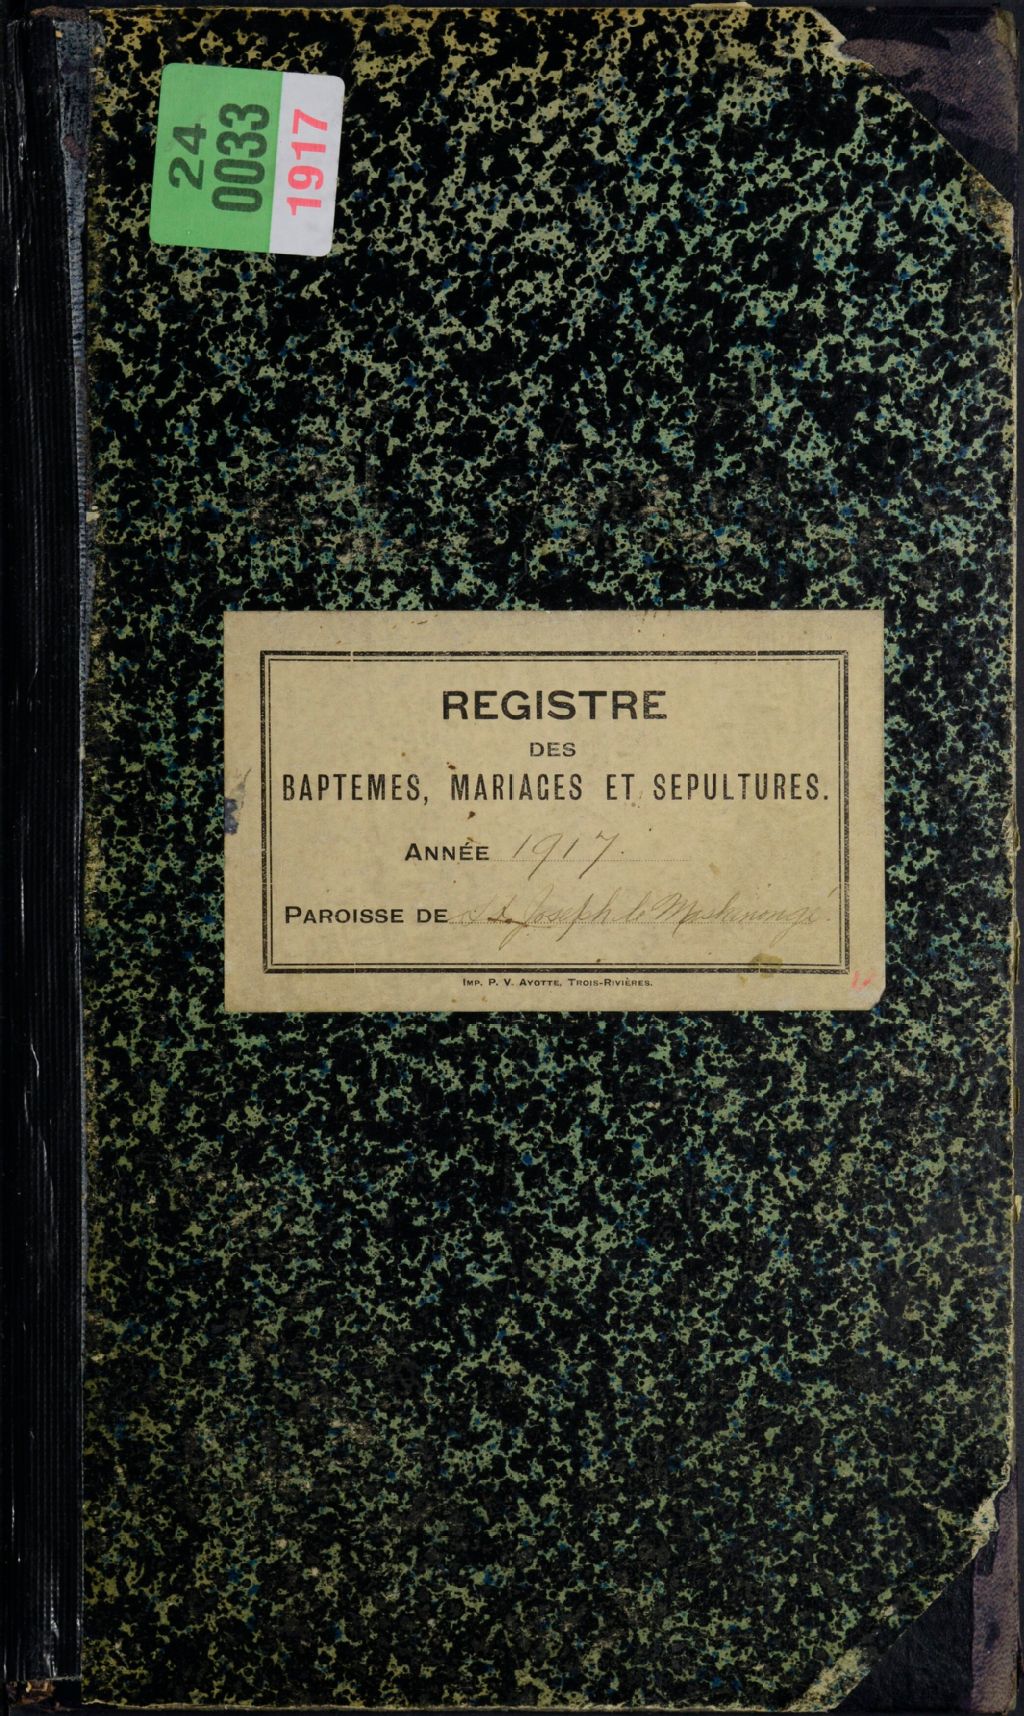 24
0033
1917
REGISTRE
DES
BAPTEMES, MARIAGES ET SEPULTURES.
ANNÉE 1917.
PAROISSE DE St. Joseph de Maskinongé.
IMP. P. V. AYOTTE, TROIS-RIVIÈRES.